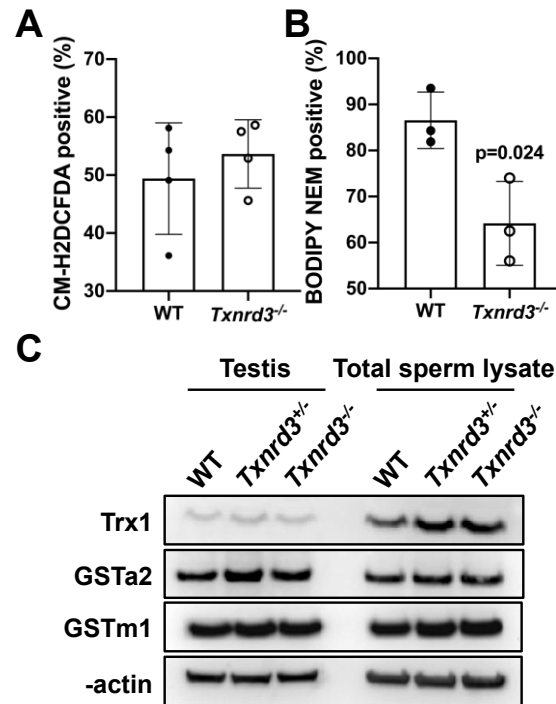 A
CM-H2DCFDA positive (%)
70
60
50
40
30
WT
Txnrd3-/-
B
BODIPY NEM positive (%)
100
90
80
70
60
50
p=0.024
WT
Txnrd3-/-
C
Testis
Total sperm lysate
WT
Txnrd3+/-
Txnrd3-/-
WT
Txnrd3+/-
Txnrd3-/-
Trx1
GSTa2
GSTm1
-actin